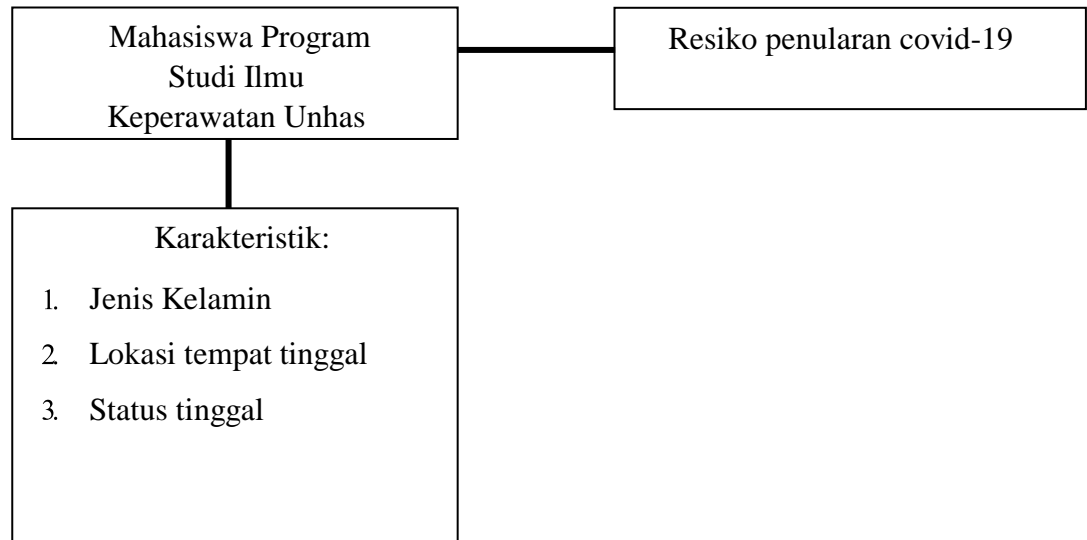 Mahasiswa Program
Studi Ilmu
Keperawatan Unhas
Resiko penularan covid-19
Karakteristik:
1. Jenis Kelamin
2. Lokasi tempat tinggal
3. Status tinggal